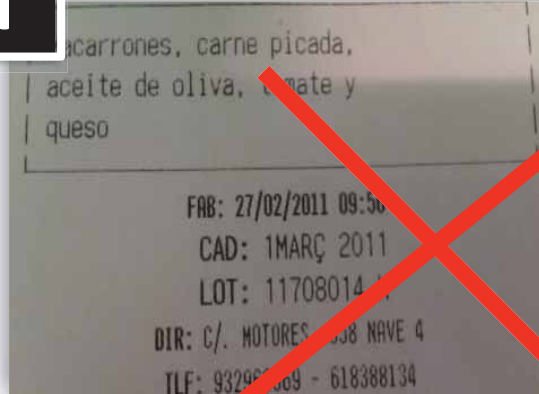 carne picada,
aceite de oliva, y
queso
FAB: 27/02/2011
CAD: 1MARÇ 2011
LOT: 11708014
DIR: C/. MOTORES NAVE 4
TLF: - 618388134